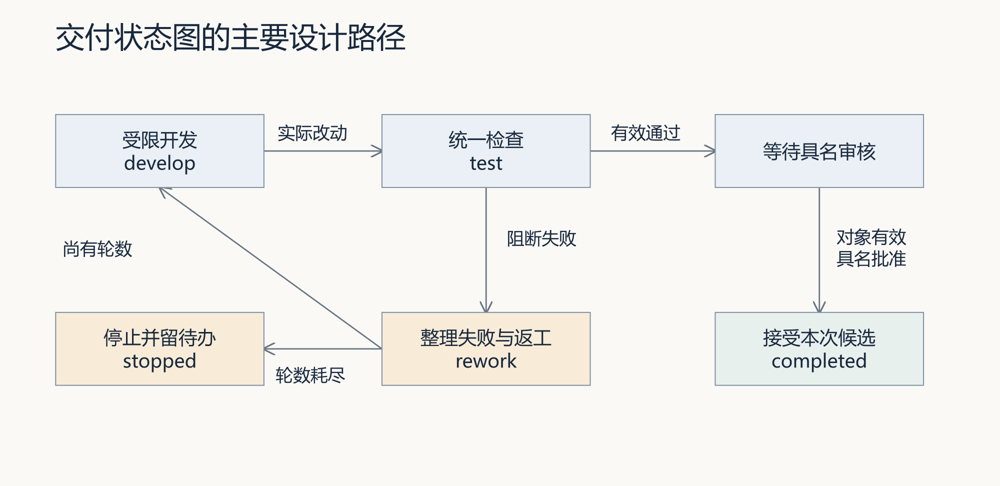 交付状态图的主要设计路径
受限开发
develop
实际改动
统一检查
test
有效通过
等待具名审核
尚有轮数
阻断失败
对象有效
具名批准
停止并留待办
stopped
轮数耗尽
整理失败与返工
rework
接受本次候选
completed